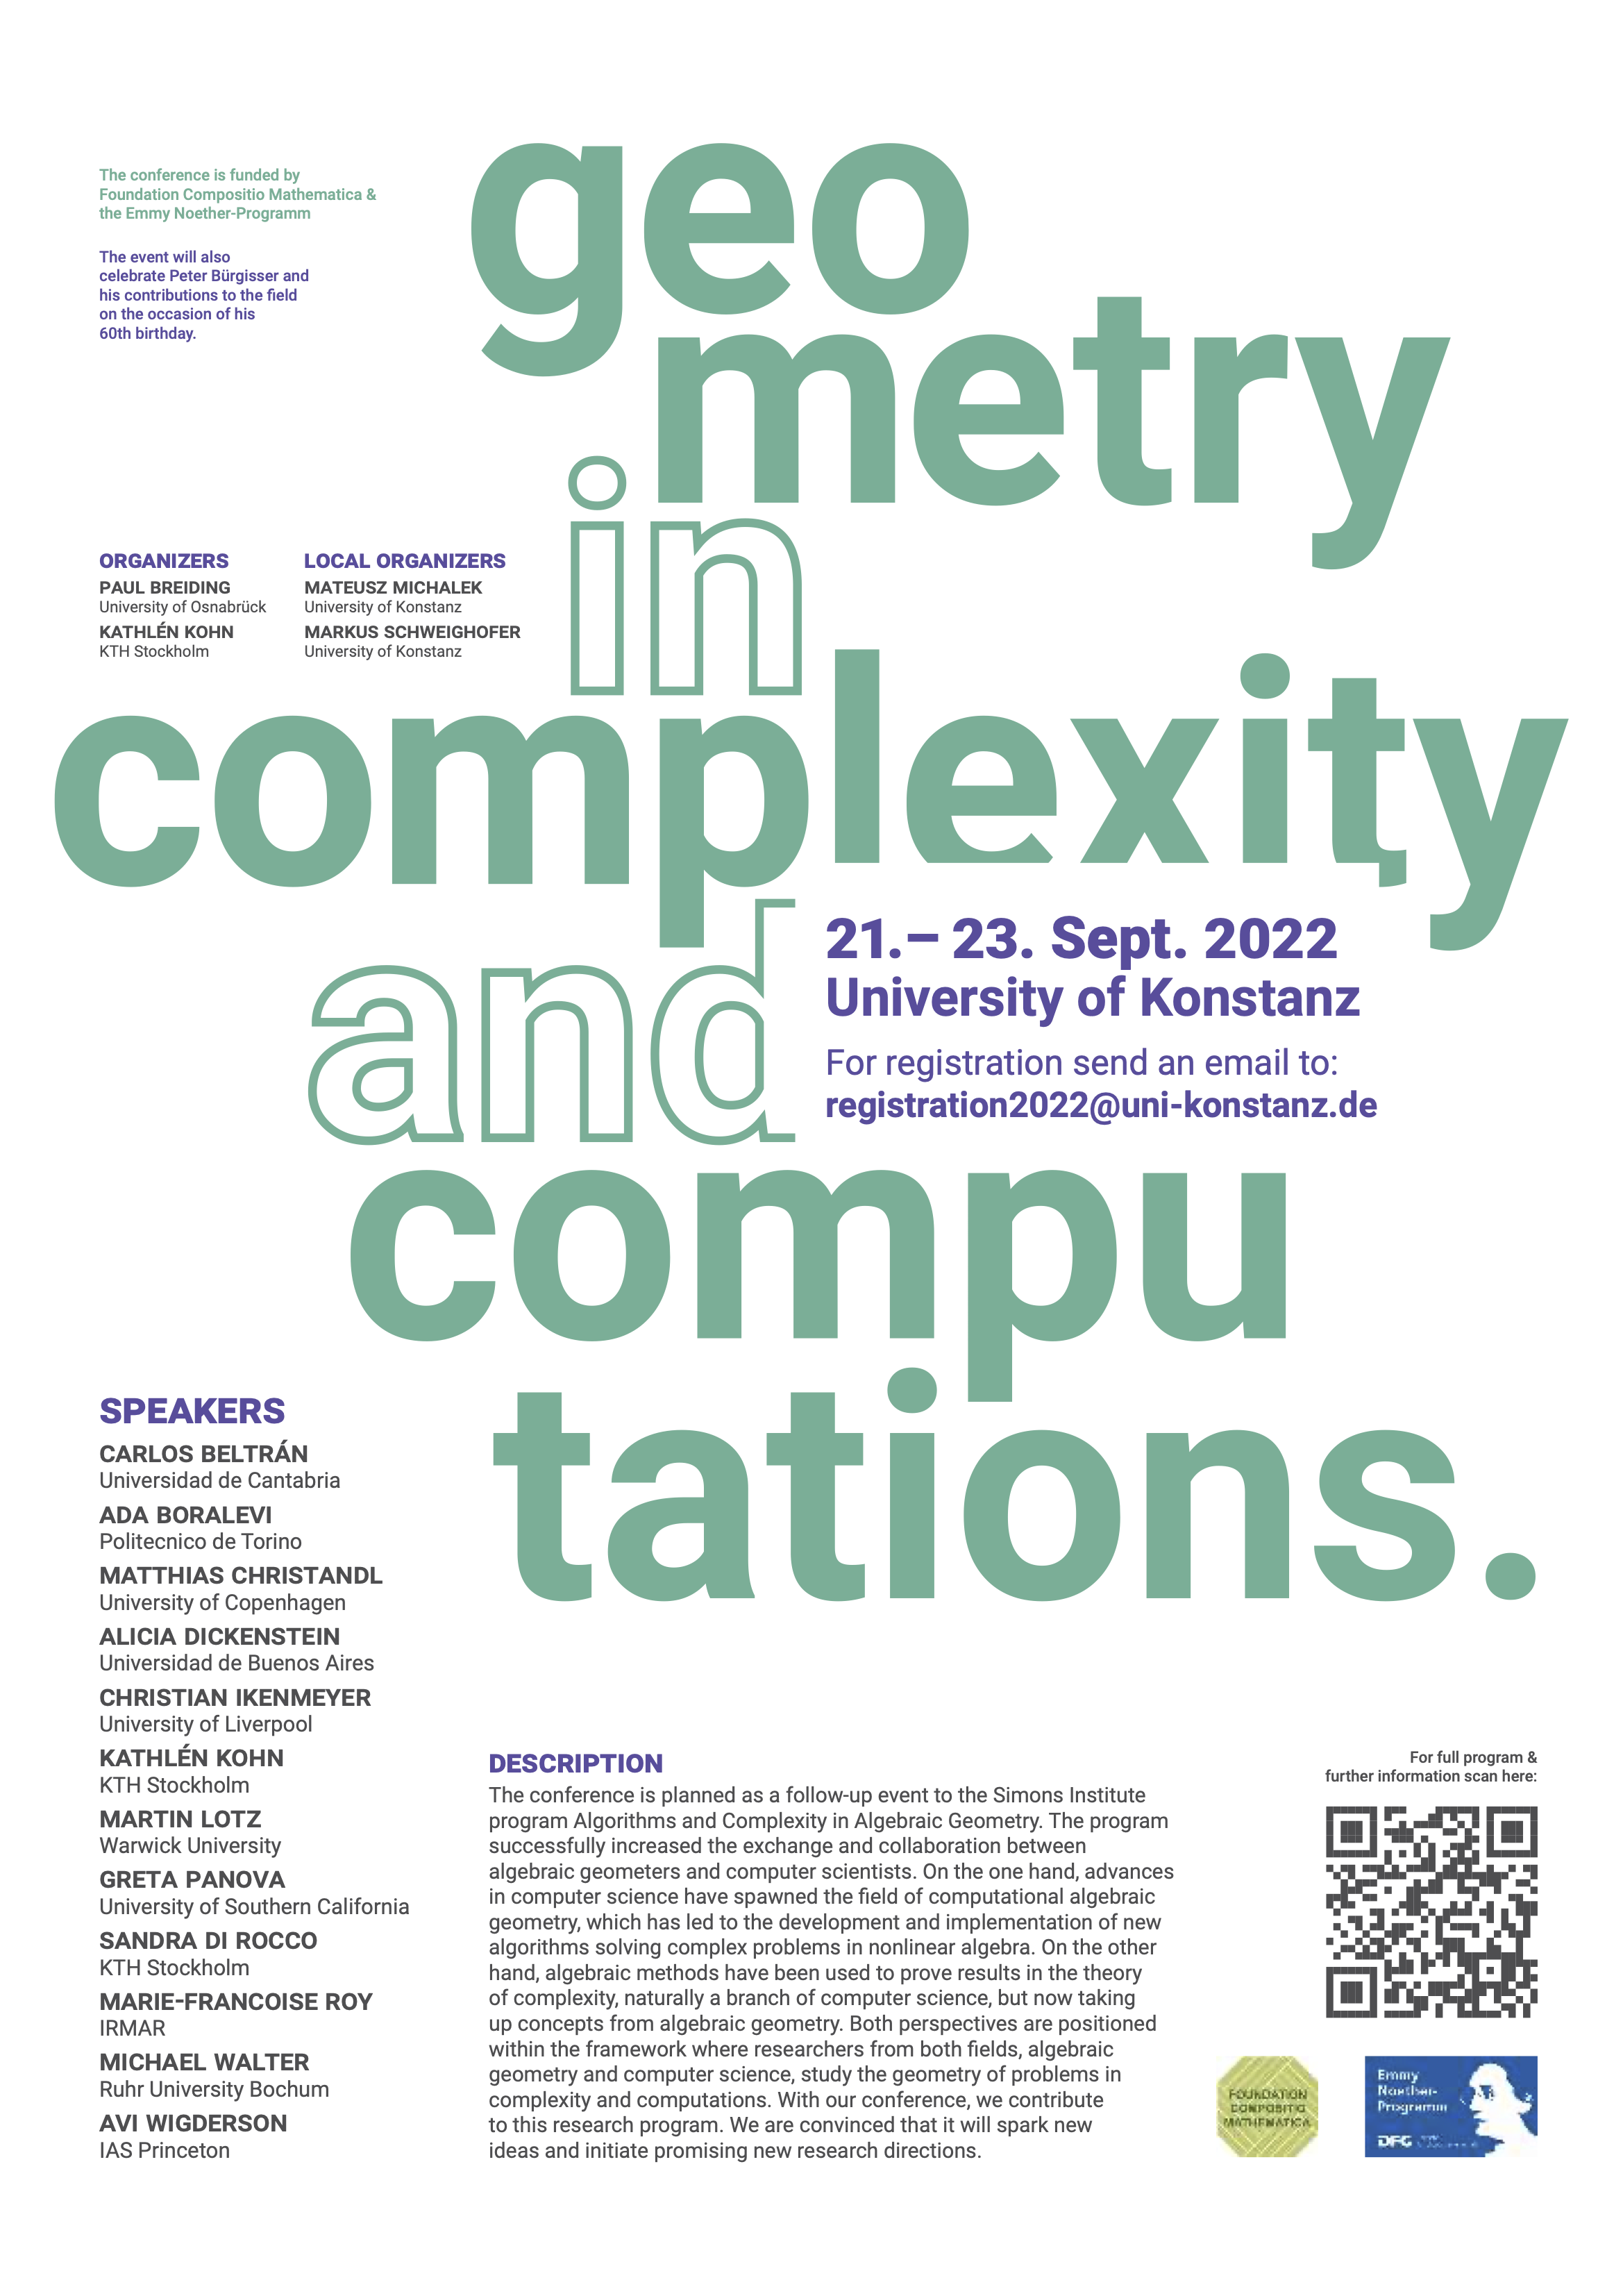 The conference is funded by
Foundation Compositio Mathematica &
the Emmy Noether-Programm
The event will also
celebrate Peter Bürgisser and
his contributions to the field
on the occasion of his
60th birthday.
geo
metry
in
complexity
and
compu
tations.
ORGANIZERS
PAUL BREIDING
University of Osnabrück
KATHLÉN KOHN
KTH Stockholm
LOCAL ORGANIZERS
MATEUSZ MICHALEK
University of Konstanz
MARKUS SCHWEIGHOFER
University of Konstanz
21.– 23. Sept. 2022
University of Konstanz
For registration send an email to:
registration2022@uni-konstanz.de
SPEAKERS
CARLOS BELTRÁN
Universidad de Cantabria
ADA BORALEVI
Politecnico de Torino
MATTHIAS CHRISTANDL
University of Copenhagen
ALICIA DICKENSTEIN
Universidad de Buenos Aires
CHRISTIAN IKENMEYER
University of Liverpool
KATHLÉN KOHN
KTH Stockholm
MARTIN LOTZ
Warwick University
GRETA PANOVA
University of Southern California
SANDRA DI ROCCO
KTH Stockholm
MARIE-FRANCOISE ROY
IRMAR
MICHAEL WALTER
Ruhr University Bochum
AVI WIGDERSON
IAS Princeton
DESCRIPTION
The conference is planned as a follow-up event to the Simons Institute
program Algorithms and Complexity in Algebraic Geometry. The program
successfully increased the exchange and collaboration between
algebraic geometers and computer scientists. On the one hand, advances
in computer science have spawned the field of computational algebraic
geometry, which has led to the development and implementation of new
algorithms solving complex problems in nonlinear algebra. On the other
hand, algebraic methods have been used to prove results in the theory
of complexity, naturally a branch of computer science, but now taking
up concepts from algebraic geometry. Both perspectives are positioned
within the framework where researchers from both fields, algebraic
geometry and computer science, study the geometry of problems in
complexity and computations. With our conference, we contribute
to this research program. We are convinced that it will spark new
ideas and initiate promising new research directions.
For full program &
further information scan here:
FOUNDATION
COMPOSITIO
MATHEMATICA
Emmy
Noether-
Programm
DFG